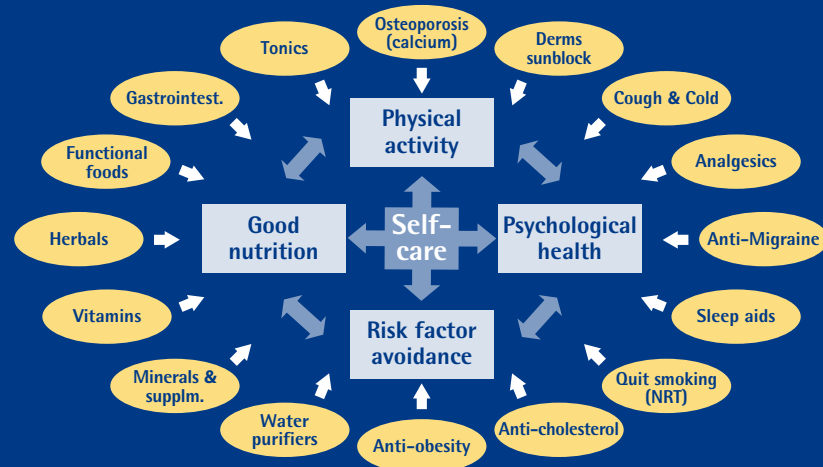 Osteoporosis
(calcium)
Tonics
Derms
sunblock
Gastrointest.
Cough & Cold
Physical
activity
Functional
foods
Analgesics
Herbals
Good
nutrition
Self-
care
Psychological
health
Anti-Migraine
Vitamins
Sleep aids
Risk factor
avoidance
Minerals &
supplm.
Quit smoking
(NRT)
Water
purifiers
Anti-obesity
Anti-cholesterol